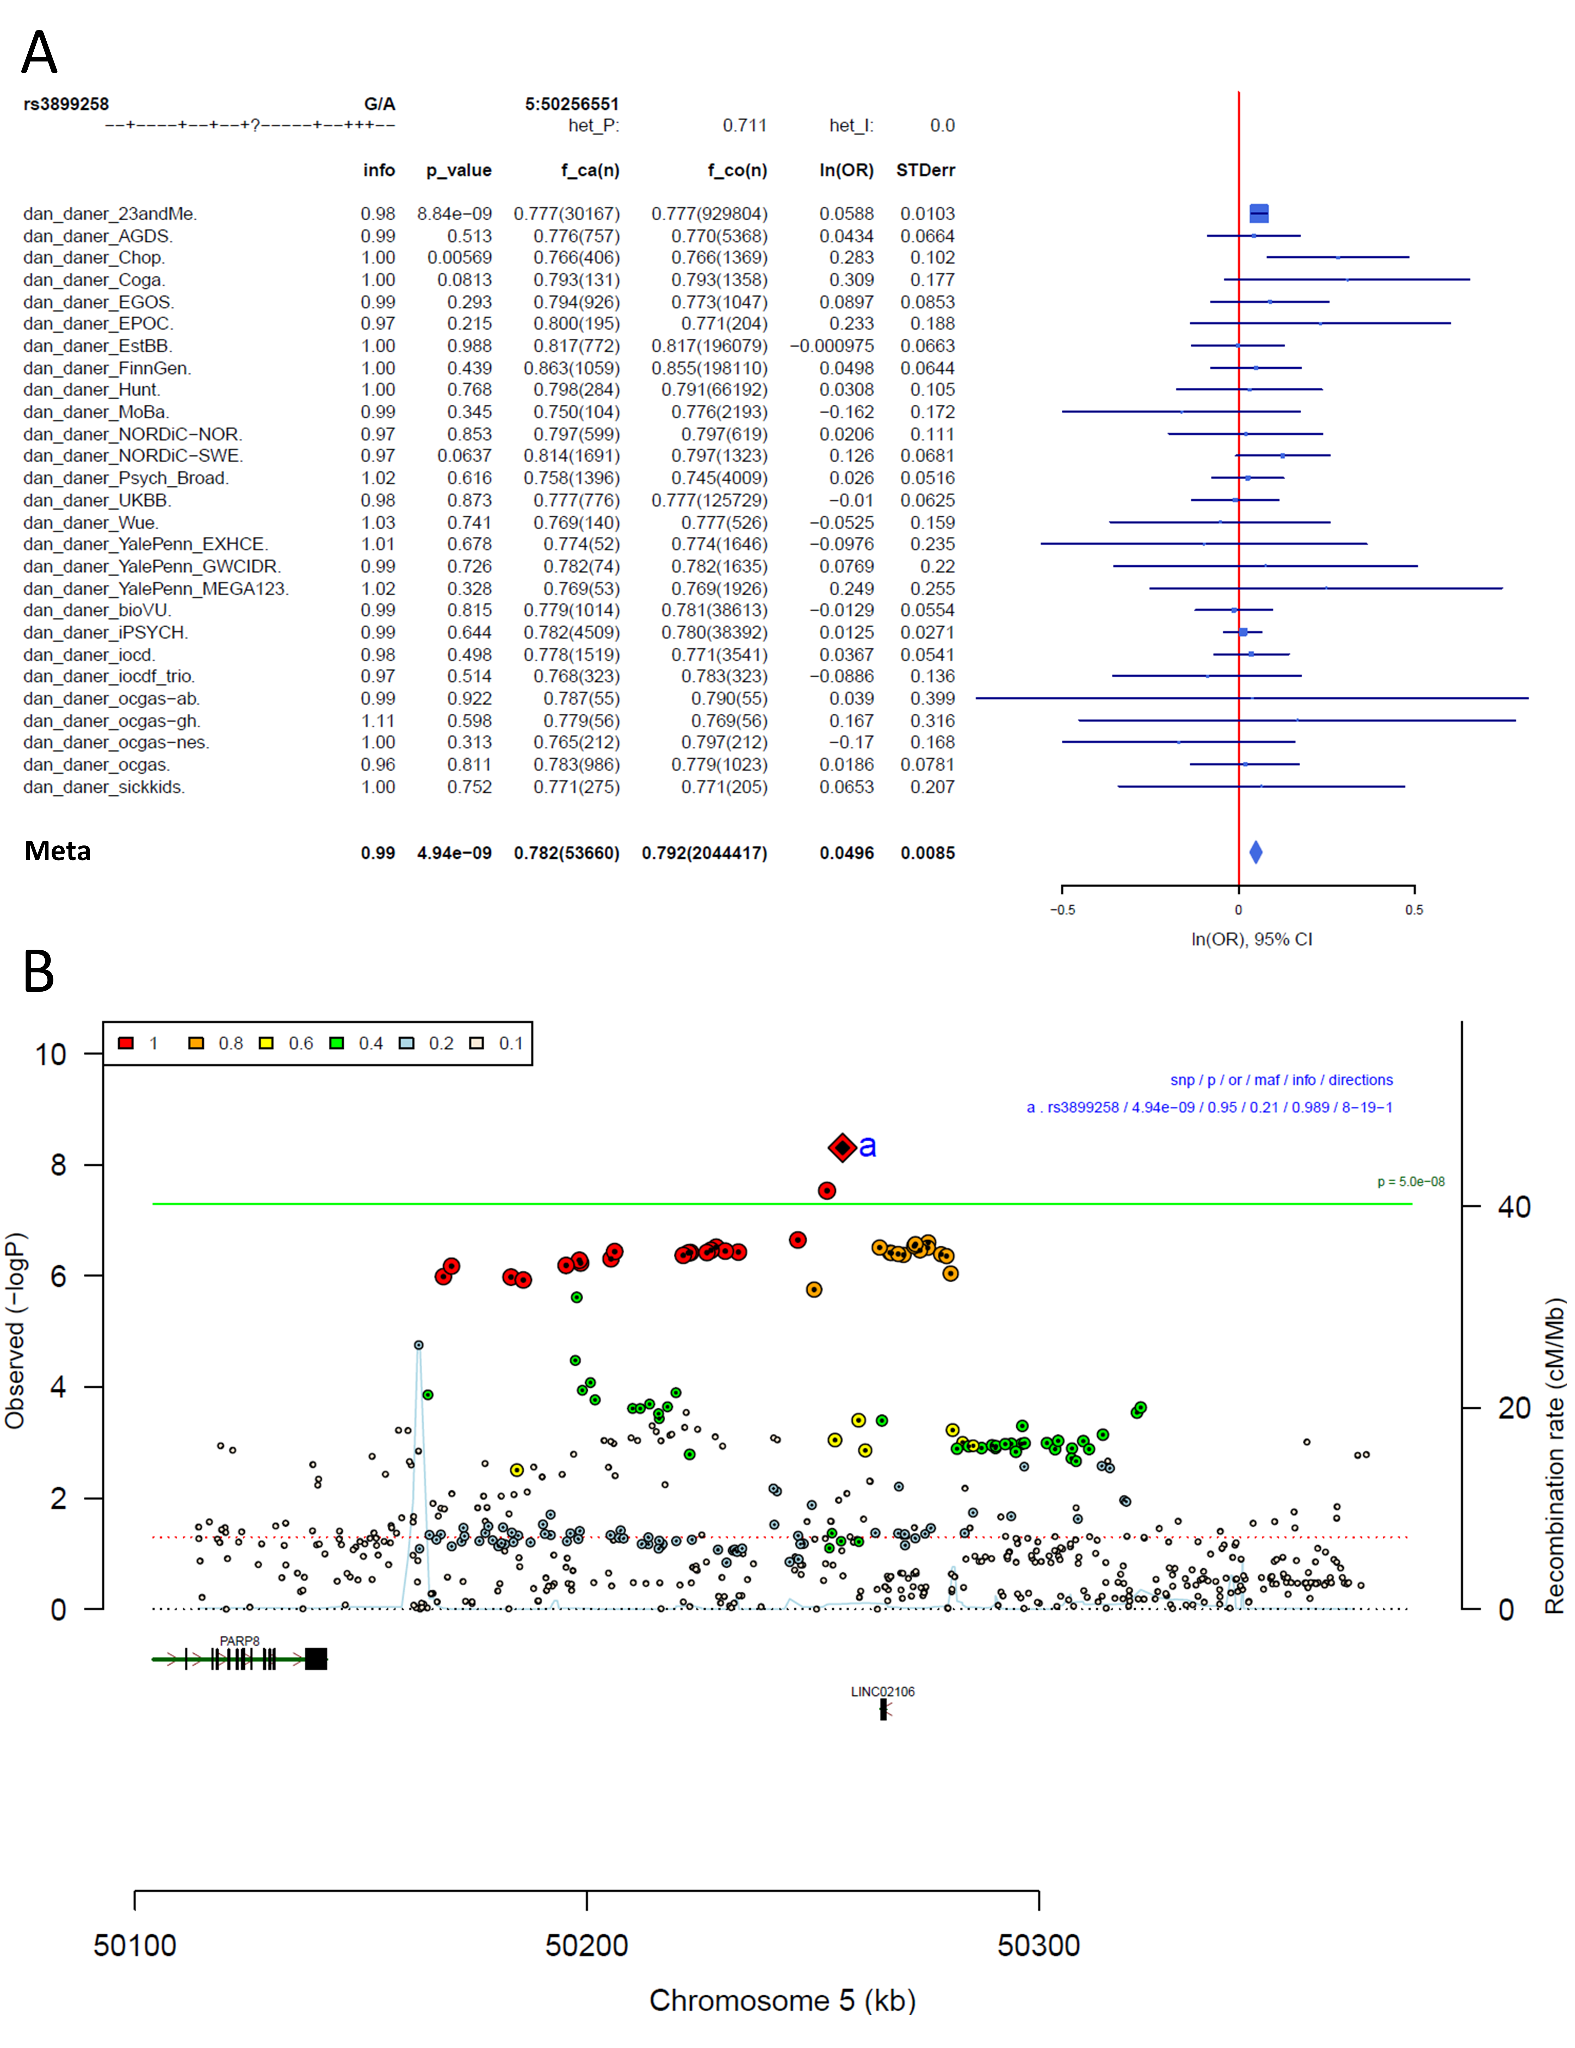 A
rs3899258 G/A 5:50256551
−−+−−−−+−−+−−+?−−−−−+−−+++−− het_P: 0.711 het_I: 0.0
info p_value f_ca(n) f_co(n) ln(OR) STDerr
dan_daner_23andMe. 0.98 8.84e−09 0.777(30167) 0.777(929804) 0.0588 0.0103
dan_daner_AGDS. 0.99 0.513 0.776(757) 0.770(5368) 0.0434 0.0664
dan_daner_Chop. 1.00 0.00569 0.766(406) 0.766(1369) 0.283 0.102
dan_daner_Coga. 1.00 0.0813 0.793(131) 0.793(1358) 0.309 0.177
dan_daner_EGOS. 0.99 0.293 0.794(926) 0.773(1047) 0.0897 0.0853
dan_daner_EPOC. 0.97 0.215 0.800(195) 0.771(204) 0.233 0.188
dan_daner_EstBB. 1.00 0.988 0.817(772) 0.817(196079) −0.000975 0.0663
dan_daner_FinnGen. 1.00 0.439 0.863(1059) 0.855(198110) 0.0498 0.0644
dan_daner_Hunt. 1.00 0.768 0.798(284) 0.791(66192) 0.0308 0.105
dan_daner_MoBa. 0.99 0.345 0.750(104) 0.776(2193) −0.162 0.172
dan_daner_NORDiC−NOR. 0.97 0.853 0.797(599) 0.797(619) 0.0206 0.111
dan_daner_NORDiC−SWE. 0.97 0.0637 0.814(1691) 0.797(1323) 0.126 0.0681
dan_daner_Psych_Broad. 1.02 0.616 0.758(1396) 0.745(4009) 0.026 0.0516
dan_daner_UKBB. 0.98 0.873 0.777(776) 0.777(125729) −0.01 0.0625
dan_daner_Wue. 1.03 0.741 0.769(140) 0.777(526) −0.0525 0.159
dan_daner_YalePenn_EXHCE. 1.01 0.678 0.774(52) 0.774(1646) −0.0976 0.235
dan_daner_YalePenn_GWCIDR. 0.99 0.726 0.782(74) 0.782(1635) 0.0769 0.22
dan_daner_YalePenn_MEGA123. 1.02 0.328 0.769(53) 0.769(1926) 0.249 0.255
dan_daner_bioVU. 0.99 0.815 0.779(1014) 0.781(38613) −0.0129 0.0554
dan_daner_iPSYCH. 0.99 0.644 0.782(4509) 0.780(38392) 0.0125 0.0271
dan_daner_iocd. 0.98 0.498 0.778(1519) 0.771(3541) 0.0367 0.0541
dan_daner_iocdf_trio. 0.97 0.514 0.768(323) 0.783(323) −0.0886 0.136
dan_daner_ocgas−ab. 0.99 0.922 0.787(55) 0.790(55) 0.039 0.399
dan_daner_ocgas−gh. 1.11 0.598 0.779(56) 0.769(56) 0.167 0.316
dan_daner_ocgas−nes. 1.00 0.313 0.765(212) 0.797(212) −0.17 0.168
dan_daner_ocgas. 0.96 0.811 0.783(986) 0.779(1023) 0.0186 0.0781
dan_daner_sickkids. 1.00 0.752 0.771(275) 0.771(205) 0.0653 0.207
Meta 0.99 4.94e−09 0.782(53660) 0.792(2044417) 0.0496 0.0085
−0.5 0 0.5
ln(OR), 95% CI
B
1 0.8 0.6 0.4 0.2 0.1
snp / p / or / maf / info / directions
a . rs3899258 / 4.94e−09 / 0.95 / 0.21 / 0.989 / 8−19−1
a
p = 5.0e−08
10
8
6
4
2
0
Observed (−logP)
40
20
0
Recombination rate (cM/Mb)
PARP8
LINC02106
50100 50200 50300
Chromosome 5 (kb)